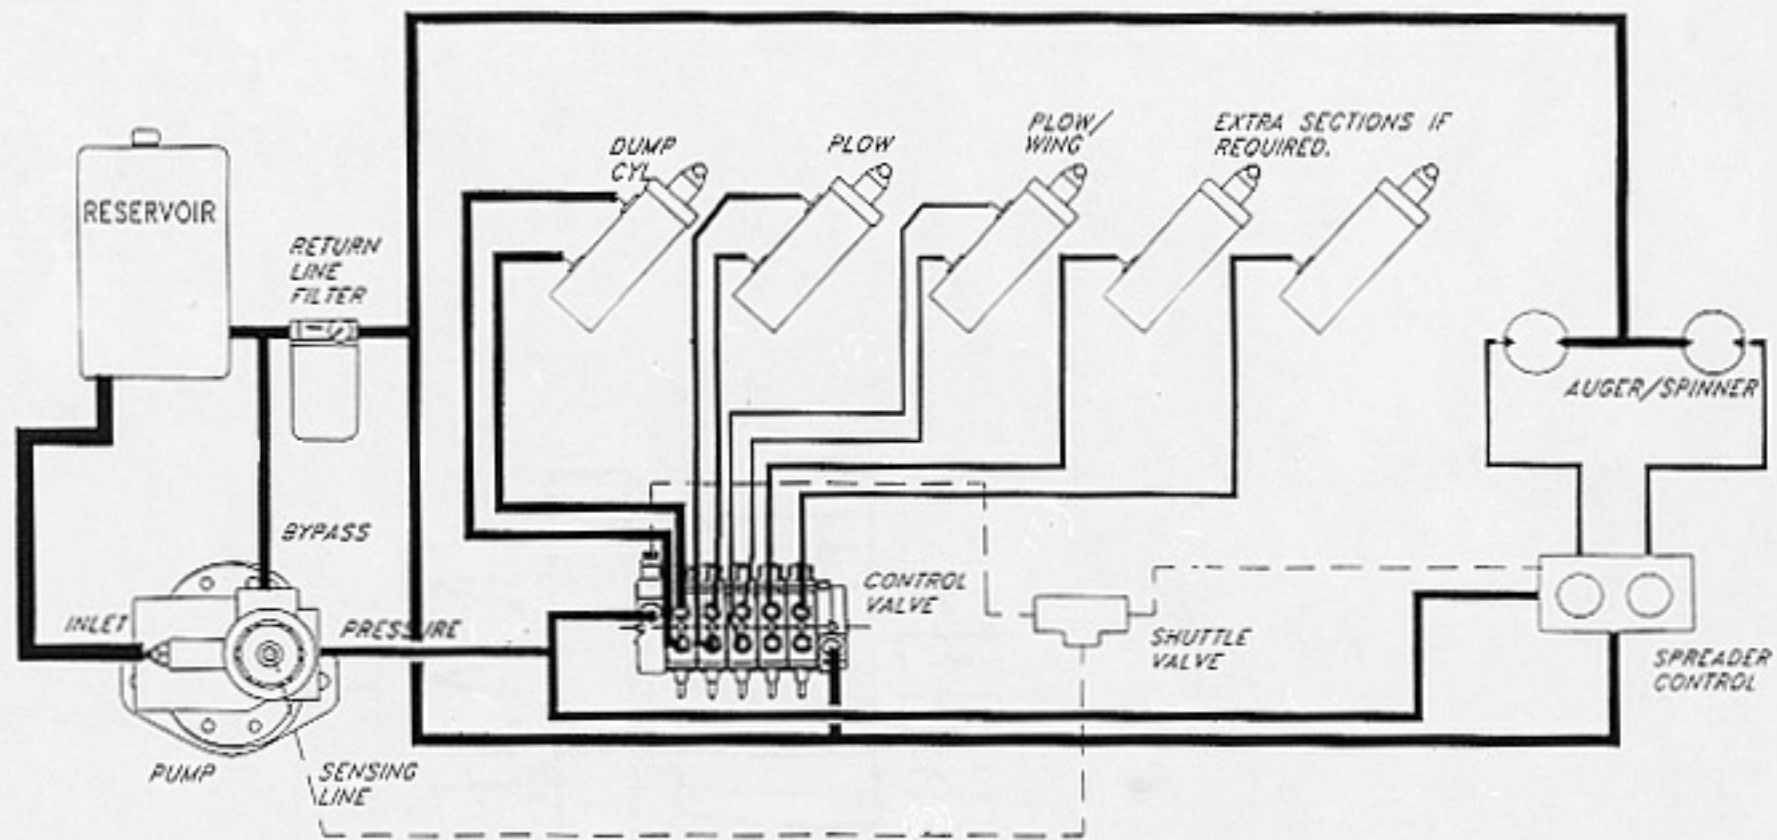 DUMP
CYL.
PLOW
PLOW/
WING
EXTRA SECTIONS IF
REQUIRED.
RESERVOIR
RETURN
LINE
FILTER
AUGER/SPINNER
BYPASS
CONTROL
VALVE
INLET
PRESSURE
SHUTTLE
VALVE
SPREADER
CONTROL
PUMP
SENSING
LINE